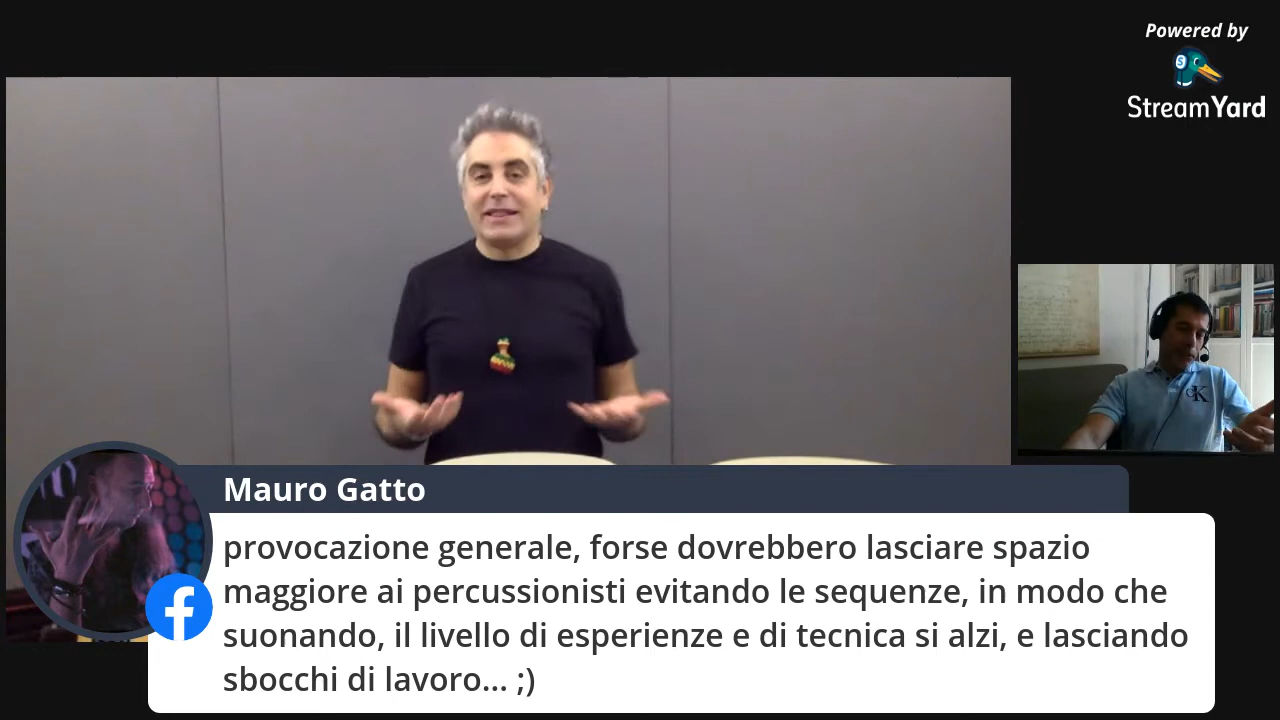 Powered by
StreamYard
CK
Mauro Gatto
provocazione generale, forse dovrebbero lasciare spazio
maggiore ai percussionisti evitando le sequenze, in modo che
suonando, il livello di esperienze e di tecnica si alzi, e lasciando
sbocchi di lavoro... ;)